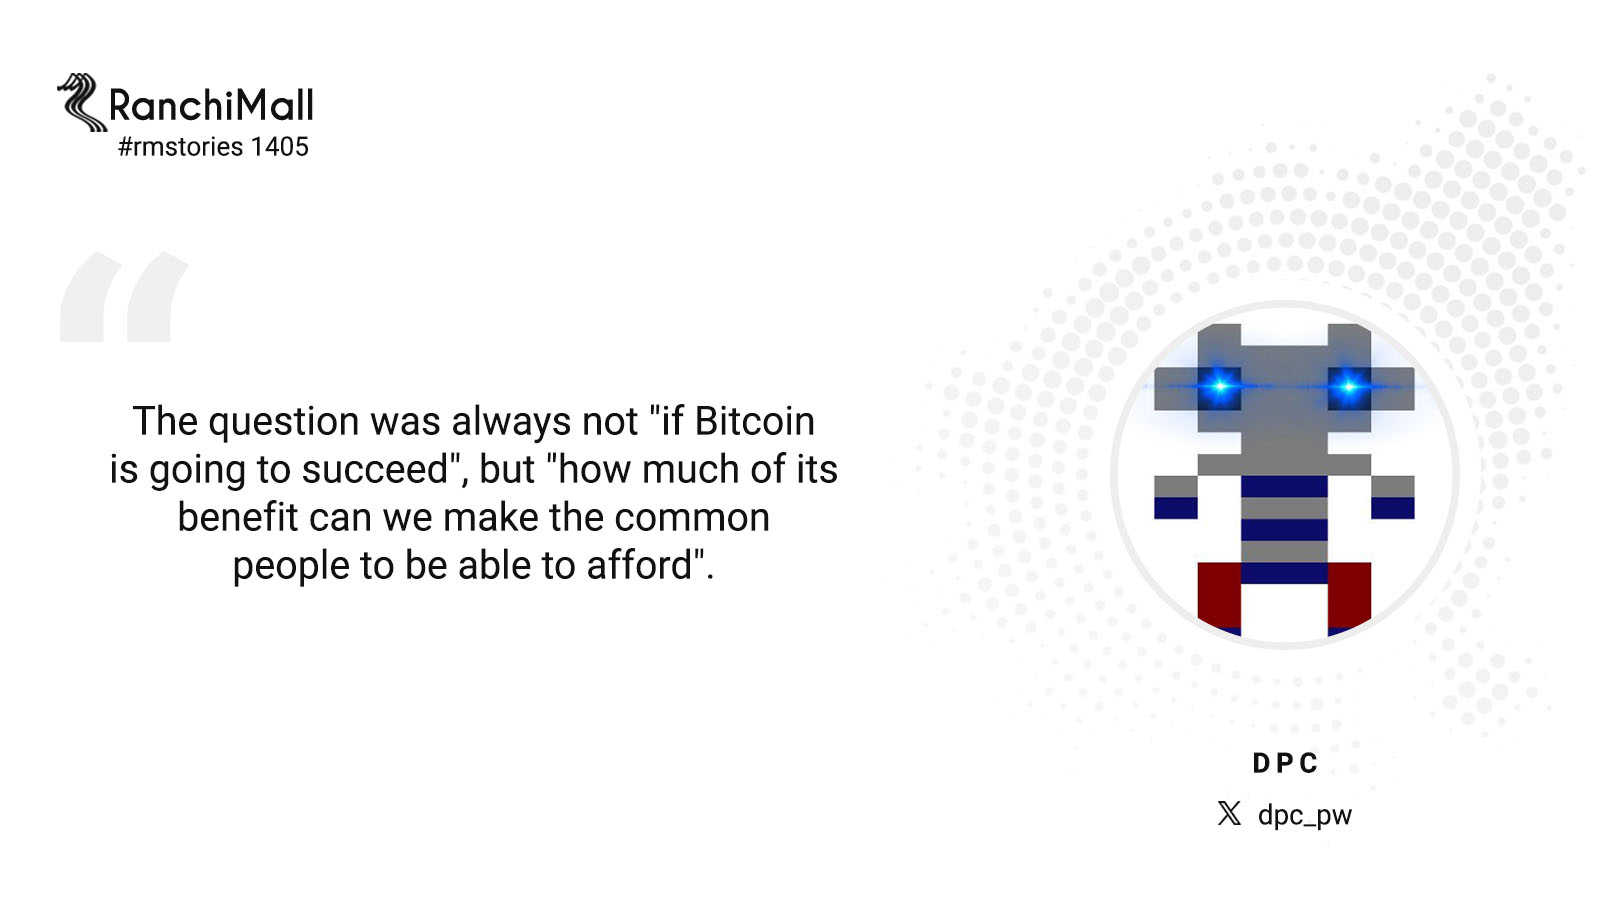 RanchiMall
#rmstories 1405
“
The question was always not "if Bitcoin
is going to succeed", but "how much of its
benefit can we make the common
people to be able to afford".
DPC
𝕏 dpc_pw